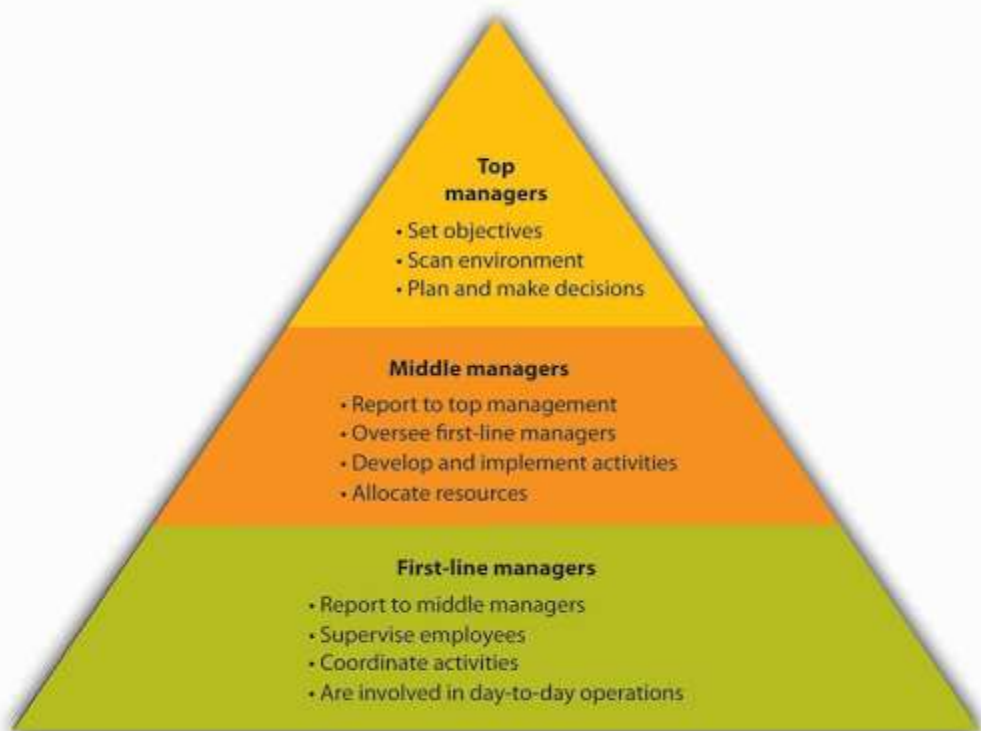 Top
managers
• Set objectives
• Scan environment
• Plan and make decisions
Middle managers
• Report to top management
• Oversee first-line managers
• Develop and implement activities
• Allocate resources
First-line managers
• Report to middle managers
• Supervise employees
• Coordinate activities
• Are involved in day-to-day operations